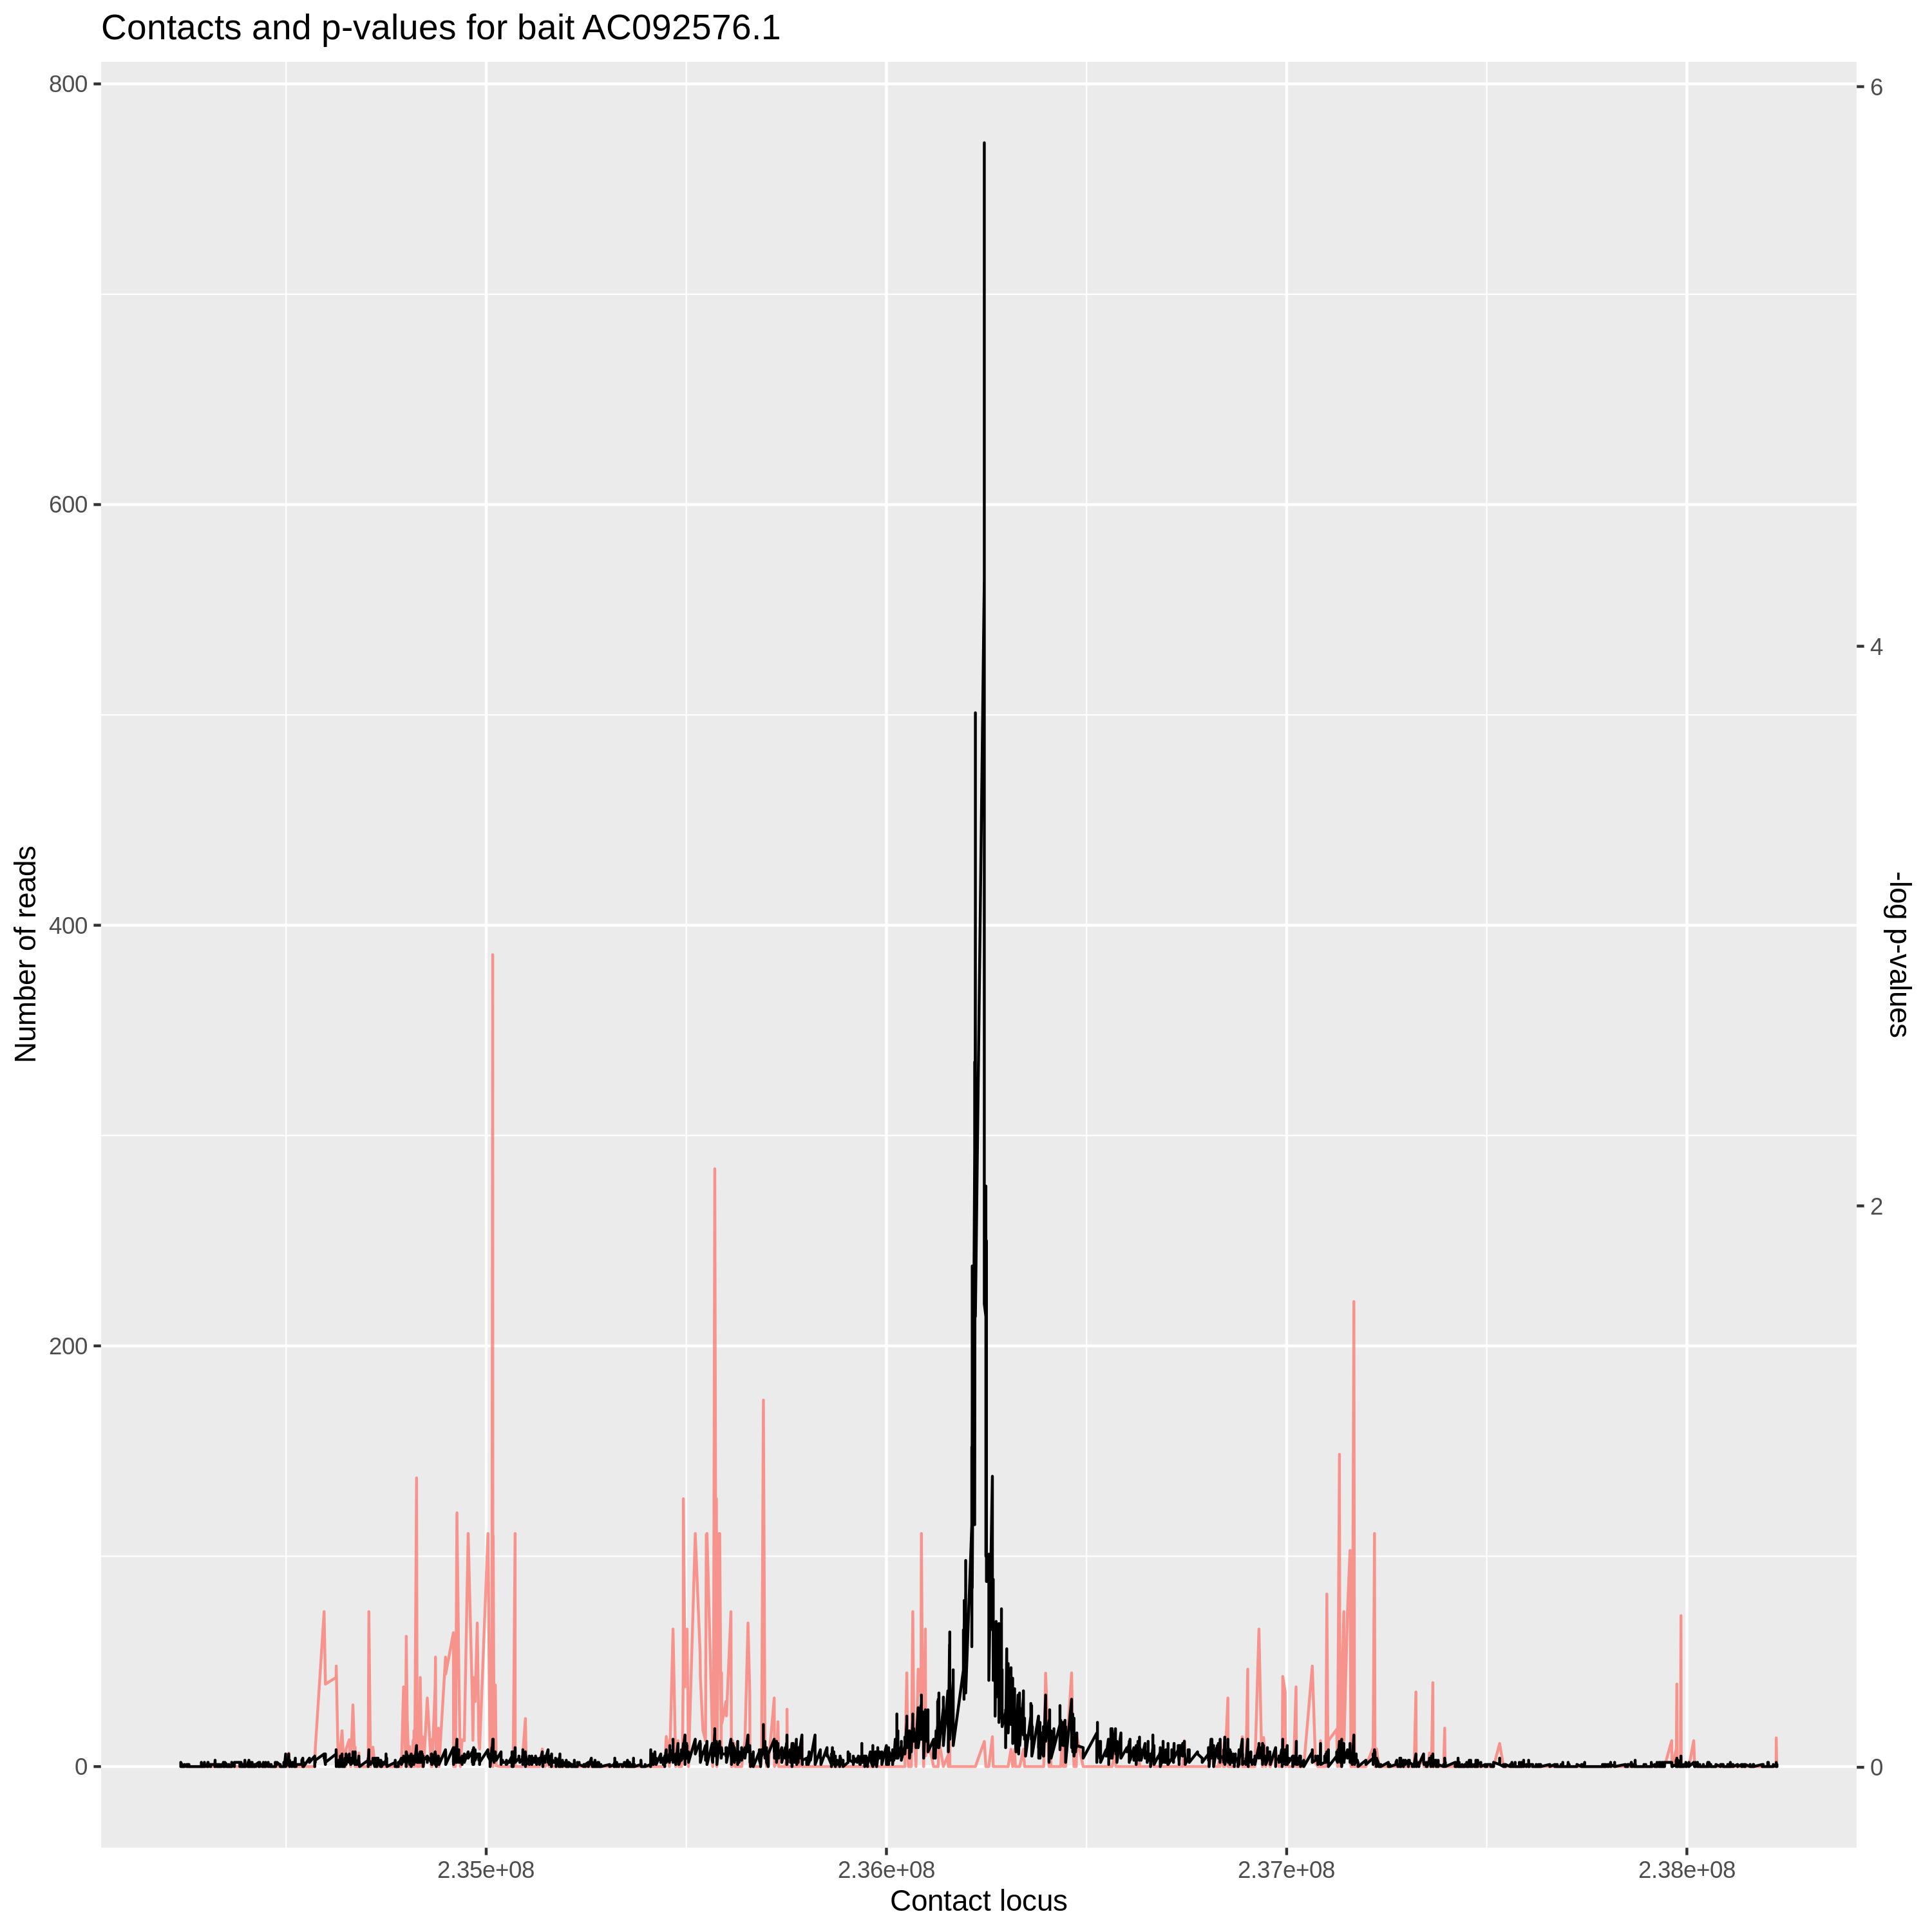 Contacts and p-values for bait AC092576.1
800
600
400
200
0
6
4
2
0
Number of reads
-log p-values
2.35e+08
2.36e+08
2.37e+08
2.38e+08
Contact locus